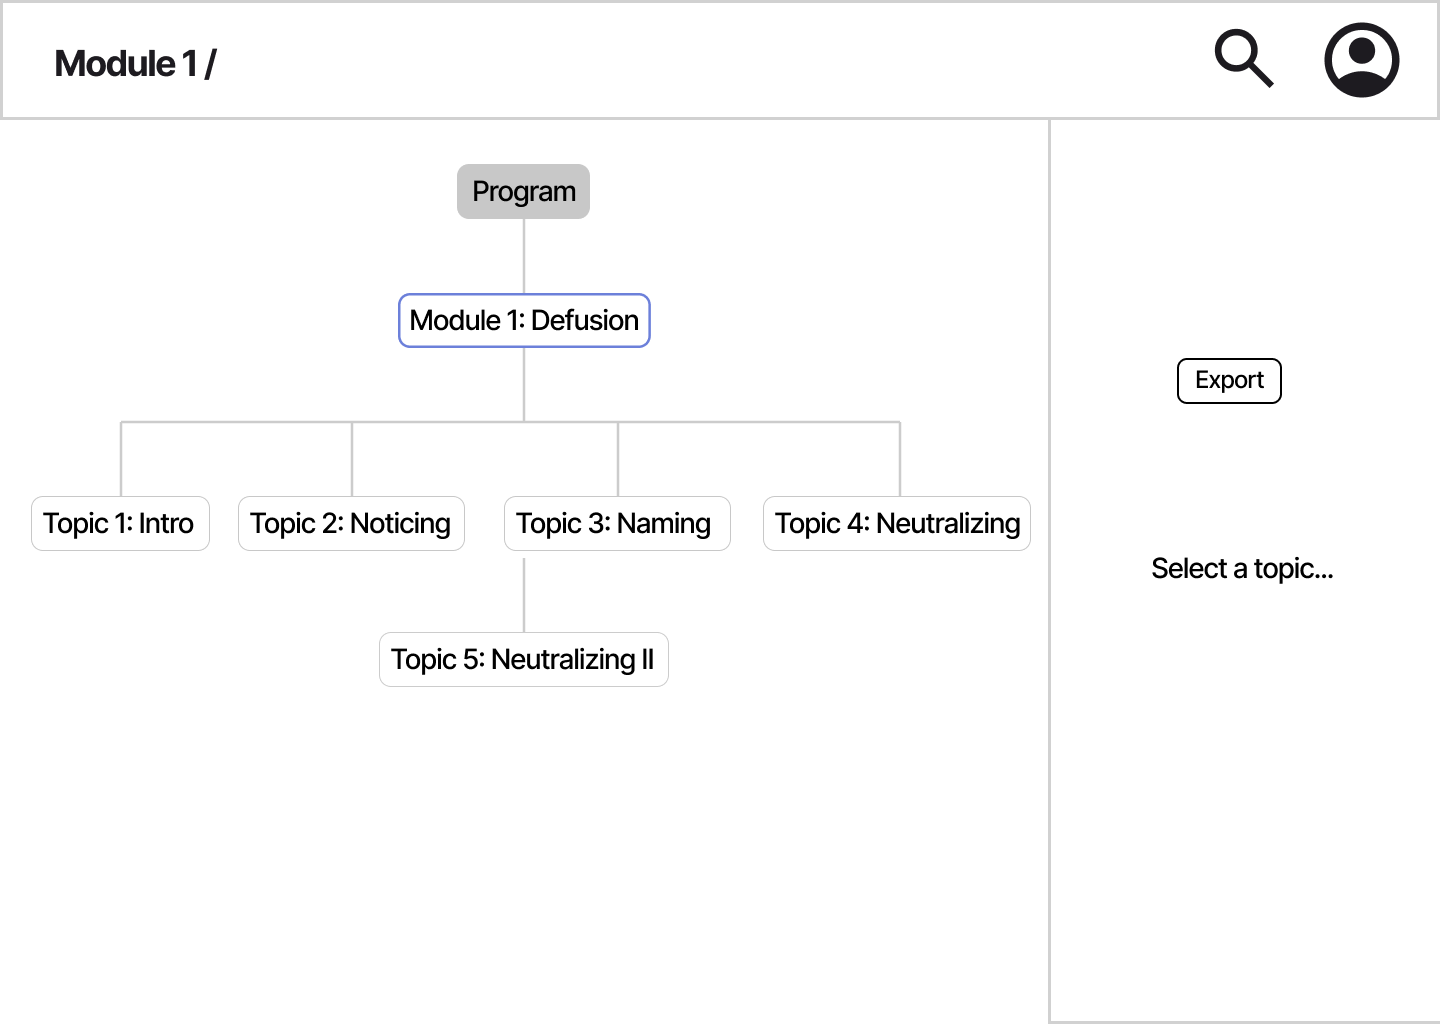 Module 1 /
Program
Module 1: Defusion
Export
Topic 1: Intro
Topic 2: Noticing
Topic 3: Naming
Topic 4: Neutralizing
Select a topic...
Topic 5: Neutralizing II